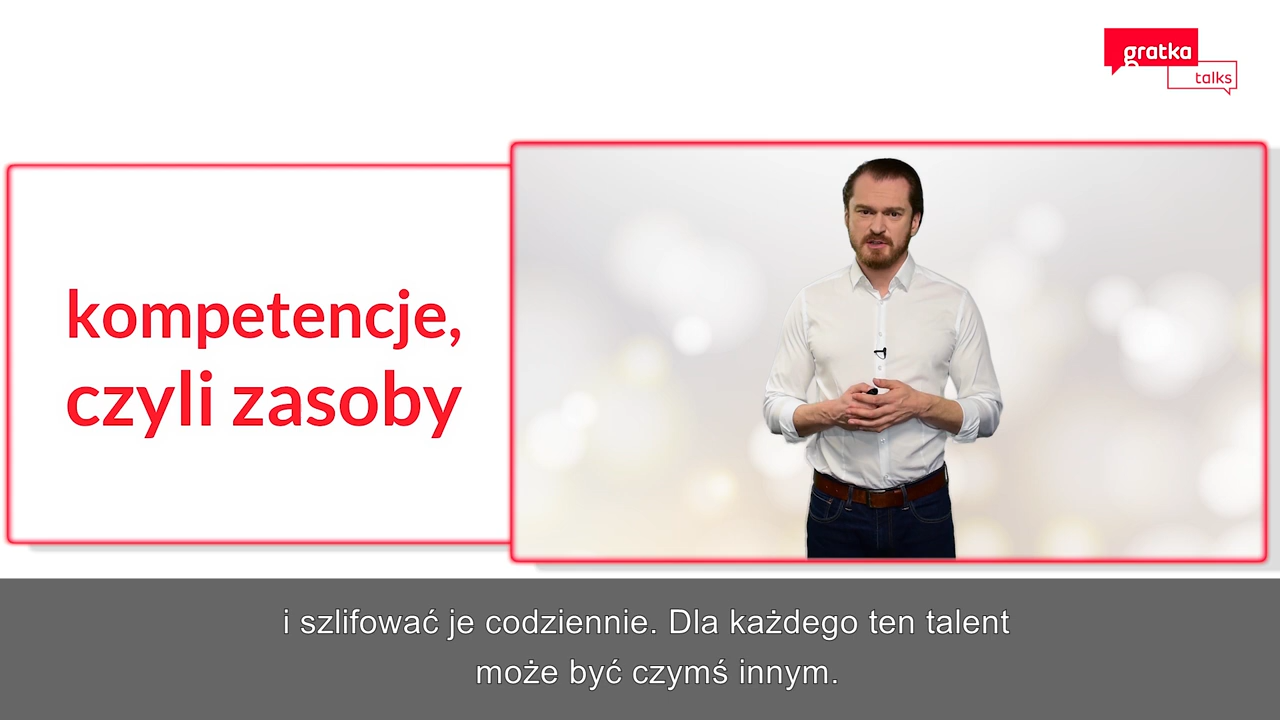 gratka
talks
kompetencje,
czyli zasoby
i szlifować je codziennie. Dla każdego ten talent
może być czymś innym.